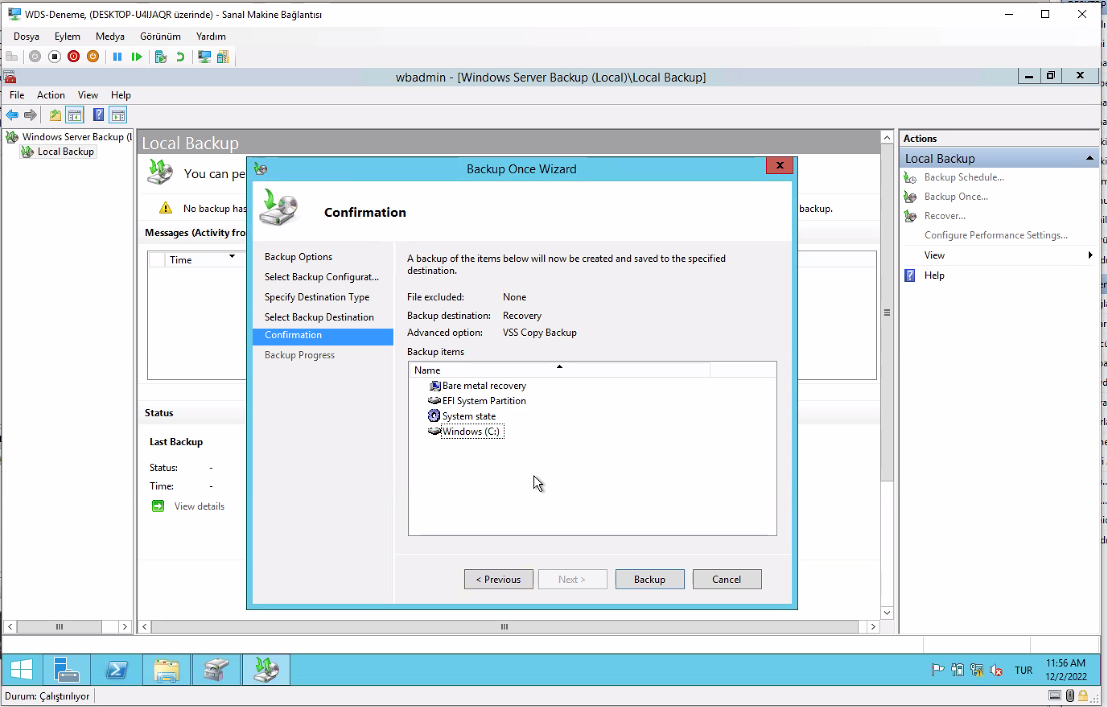 WDS-Deneme, (DESKTOP-U4IJAQR üzerinde) - Sanal Makine Bağlantısı
Dosya Eylem Medya Görünüm Yardım
wbadmin - [Windows Server Backup (Local)\Local Backup]
File Action View Help
Windows Server Backup (
Local Backup
Local Backup
You can pe
No backup has
backup.
Messages (Activity fro
Time
Status
Last Backup
Status: -
Time: -
View details
Backup Once Wizard
Confirmation
Backup Options
Select Backup Configurat...
Specify Destination Type
Select Backup Destination
Confirmation
Backup Progress
A backup of the items below will now be created and saved to the specified
destination.
File excluded: None
Backup destination: Recovery
Advanced option: VSS Copy Backup
Backup items
Name
Bare metal recovery
EFI System Partition
System state
Windows (C:)
< Previous Next > Backup Cancel
Actions
Local Backup
Backup Schedule...
Backup Once...
Recover...
Configure Performance Settings...
View
Help
TUR
11:56 AM
12/2/2022
Durum: Çalıştırılıyor